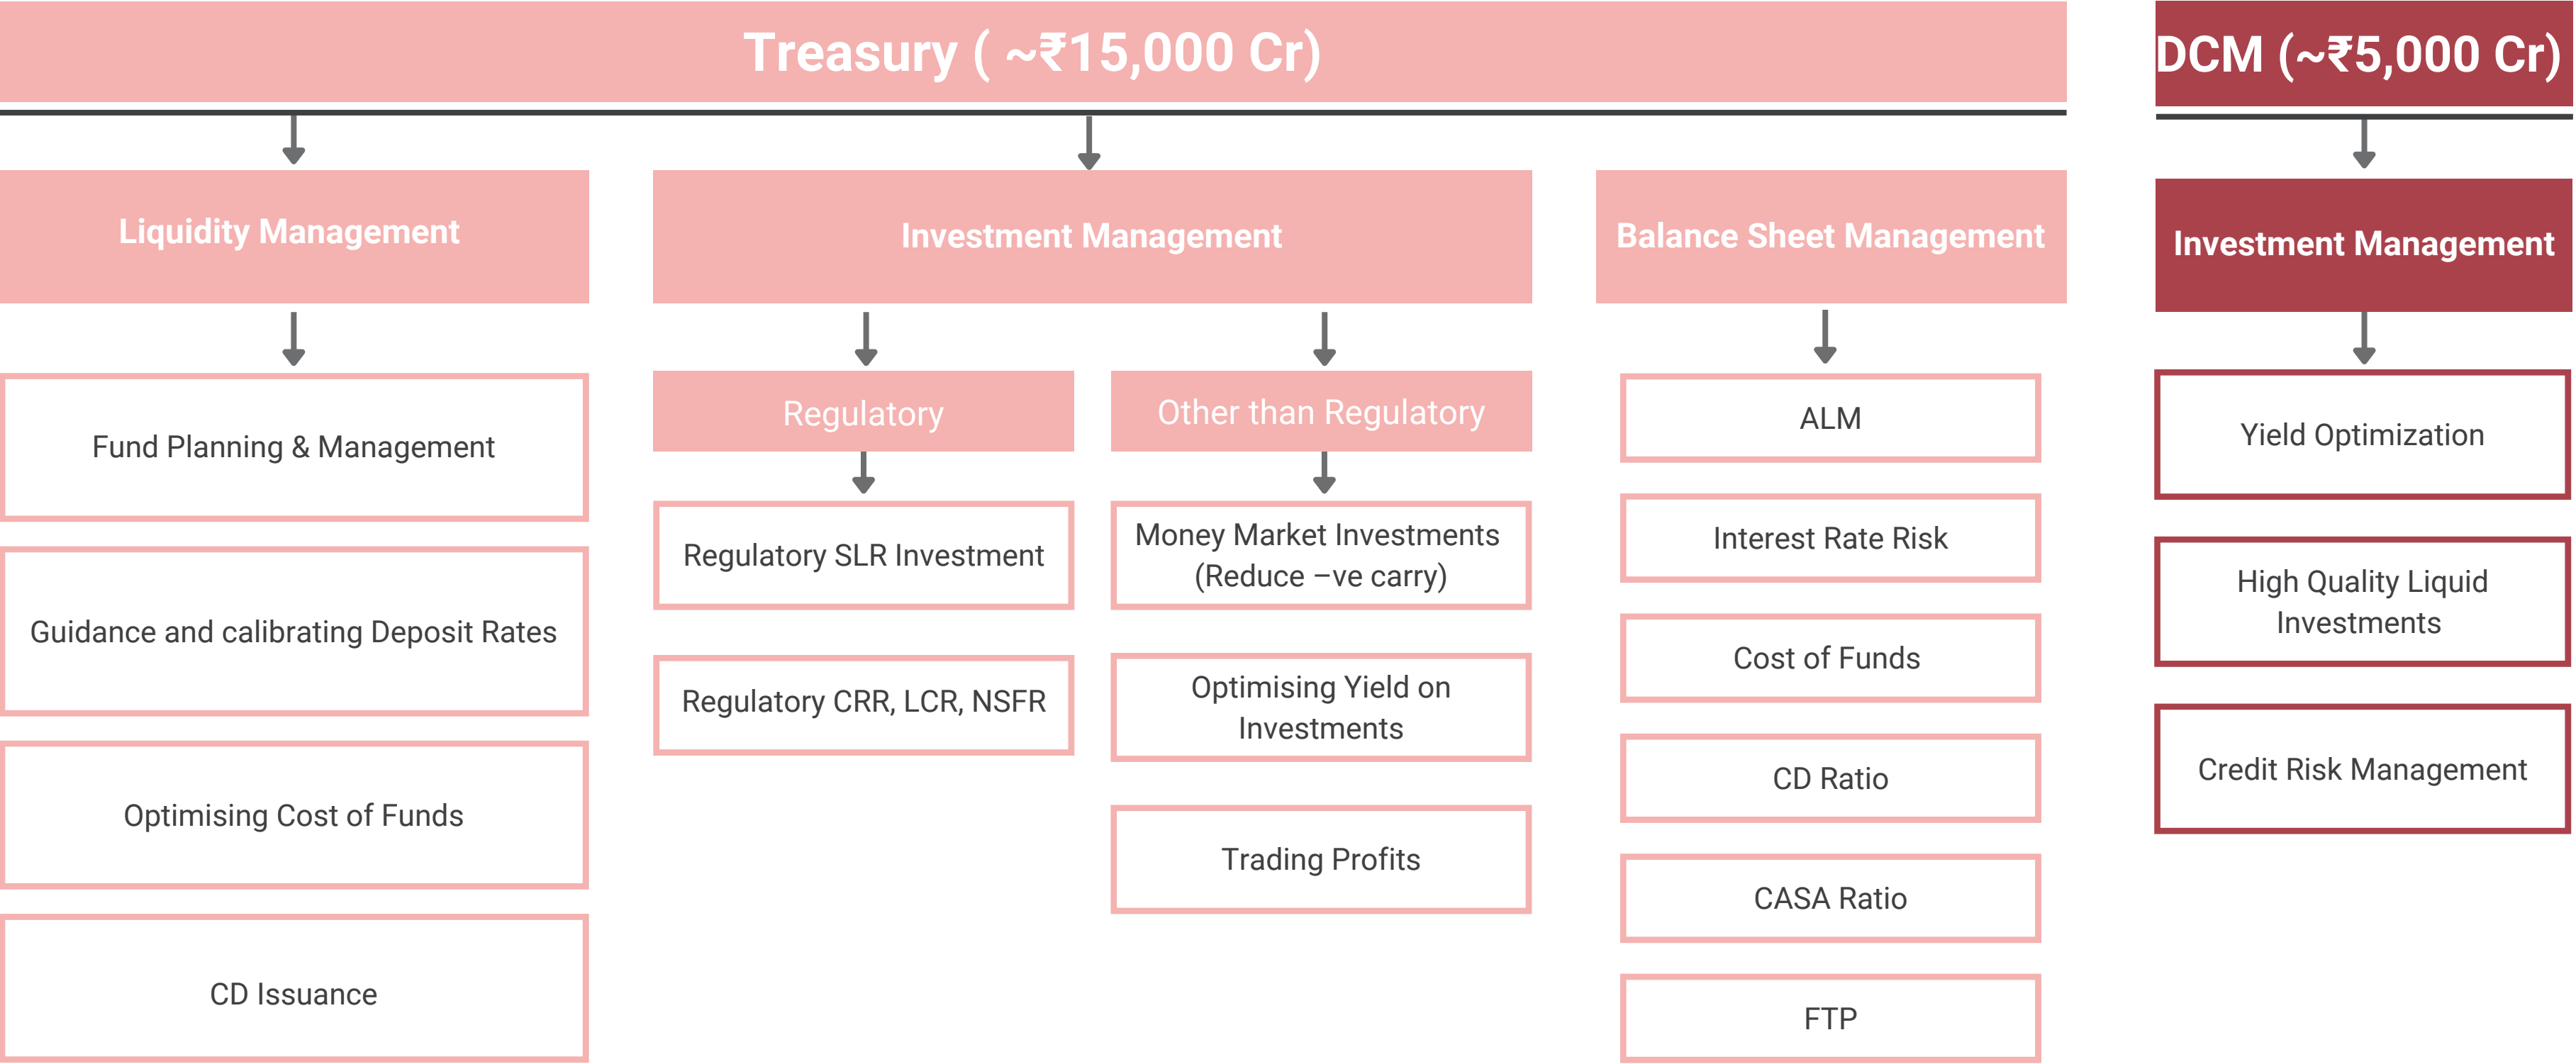 Treasury ( ~₹15,000 Cr)
DCM (~₹5,000 Cr)
Liquidity Management
Investment Management
Balance Sheet Management
Investment Management
Fund Planning & Management
Guidance and calibrating Deposit Rates
Optimising Cost of Funds
CD Issuance
Regulatory
Regulatory SLR Investment
Regulatory CRR, LCR, NSFR
Other than Regulatory
Money Market Investments
(Reduce –ve carry)
Optimising Yield on
Investments
Trading Profits
ALM
Interest Rate Risk
Cost of Funds
CD Ratio
CASA Ratio
FTP
Yield Optimization
High Quality Liquid
Investments
Credit Risk Management